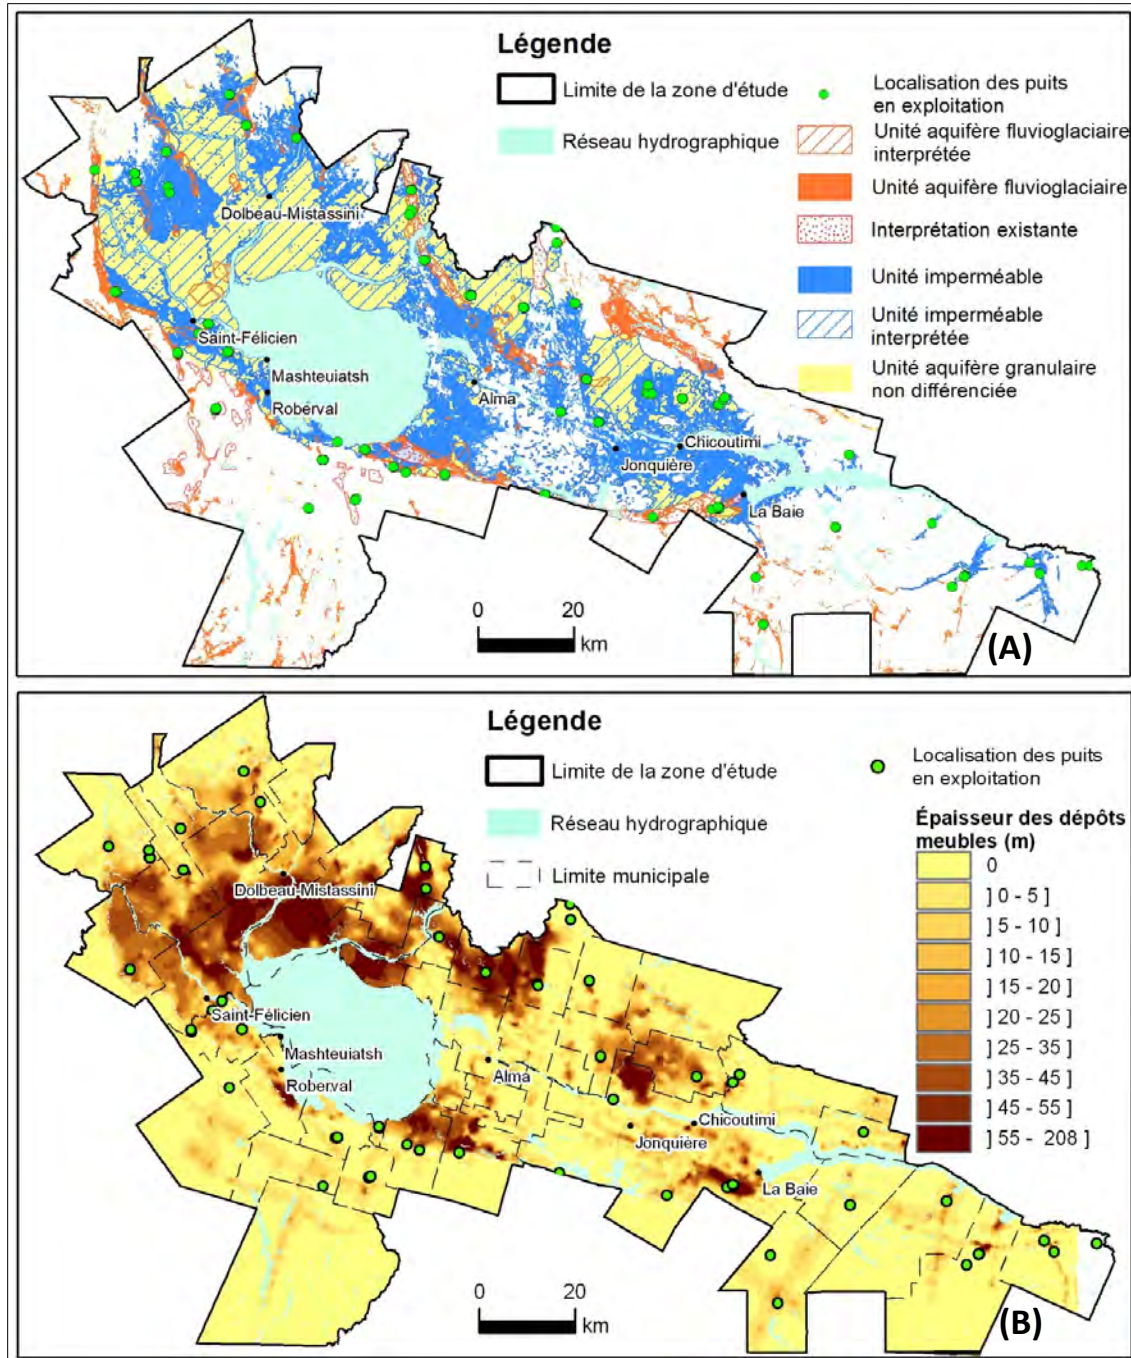 Légende
Limite de la zone d'étude
Réseau hydrographique
Localisation des puits
en exploitation
Unité aquifère fluvioglaciaire
interprétée
Unité aquifère fluvioglaciaire
Interprétation existante
Unité imperméable
Unité imperméable
interprétée
Unité aquifère granulaire
non différenciée
Dolbeau-Mistassini
Saint-Félicien
Mashteuiatsh
Roberval
Alma
Chicoutimi
Jonquière
La Baie
0 20
km
(A)
Légende
Limite de la zone d'étude
Réseau hydrographique
Limite municipale
Localisation des puits
en exploitation
Épaisseur des dépôts
meubles (m)
0
] 0 - 5 ]
] 5 - 10 ]
] 10 - 15 ]
] 15 - 20 ]
] 20 - 25 ]
] 25 - 35 ]
] 35 - 45 ]
] 45 - 55 ]
] 55 - 208 ]
Dolbeau-Mistassini
Saint-Félicien
Mashteuiatsh
Roberval
Alma
Chicoutimi
Jonquière
La Baie
0 20
km
(B)